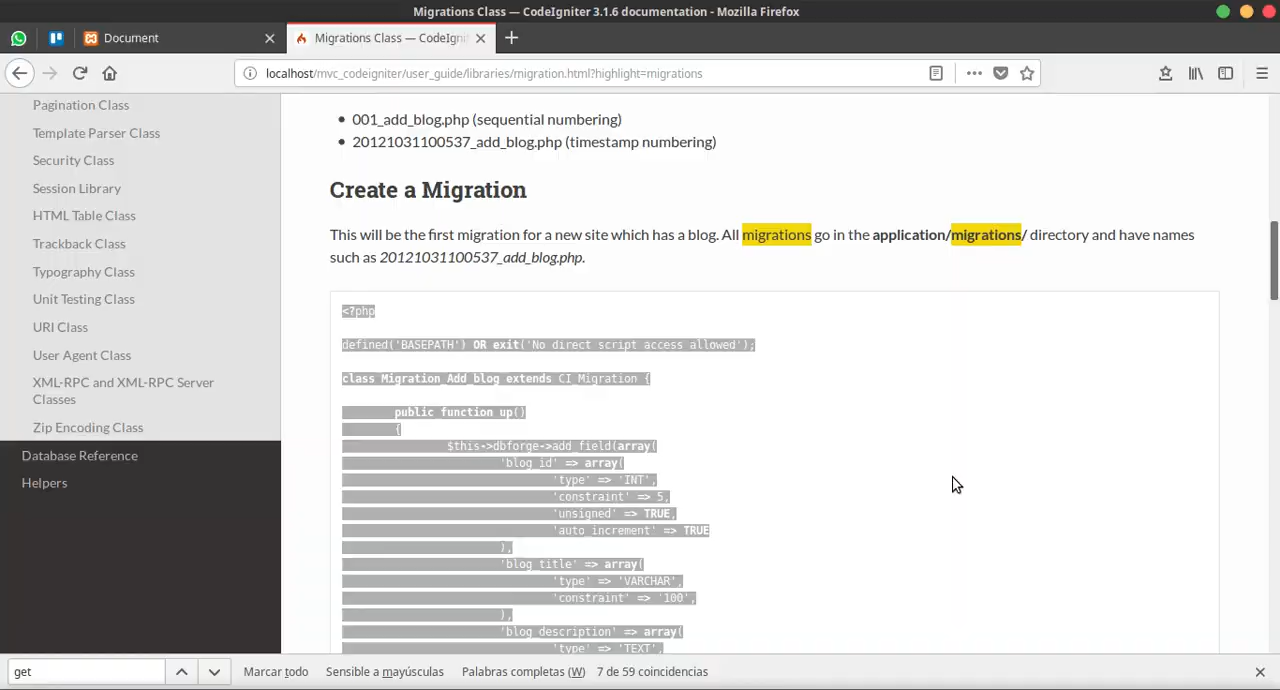 Migrations Class — CodeIgniter 3.1.6 documentation - Mozilla Firefox
Document
Migrations Class — CodeIgnit
localhost/mvc_codeigniter/user_guide/libraries/migration.html?highlight=migrations
Pagination Class
Template Parser Class
Security Class
Session Library
HTML Table Class
Trackback Class
Typography Class
Unit Testing Class
URI Class
User Agent Class
XML-RPC and XML-RPC Server
Classes
Zip Encoding Class
Database Reference
Helpers
• 001_add_blog.php (sequential numbering)
• 20121031100537_add_blog.php (timestamp numbering)
Create a Migration
This will be the first migration for a new site which has a blog. All migrations go in the application/migrations/ directory and have names
such as 20121031100537_add_blog.php.
<?php
defined('BASEPATH') OR exit('No direct script access allowed');
class Migration_Add_blog extends CI_Migration {
public function up()
{
$this->dbforge->add_field(array(
'blog_id' => array(
'type' => 'INT',
'constraint' => 5,
'unsigned' => TRUE,
'auto_increment' => TRUE
),
'blog_title' => array(
'type' => 'VARCHAR',
'constraint' => '100',
),
'blog_description' => array(
'type' => 'TEXT',
get
Marcar todo
Sensible a mayúsculas
Palabras completas (W)
7 de 59 coincidencias